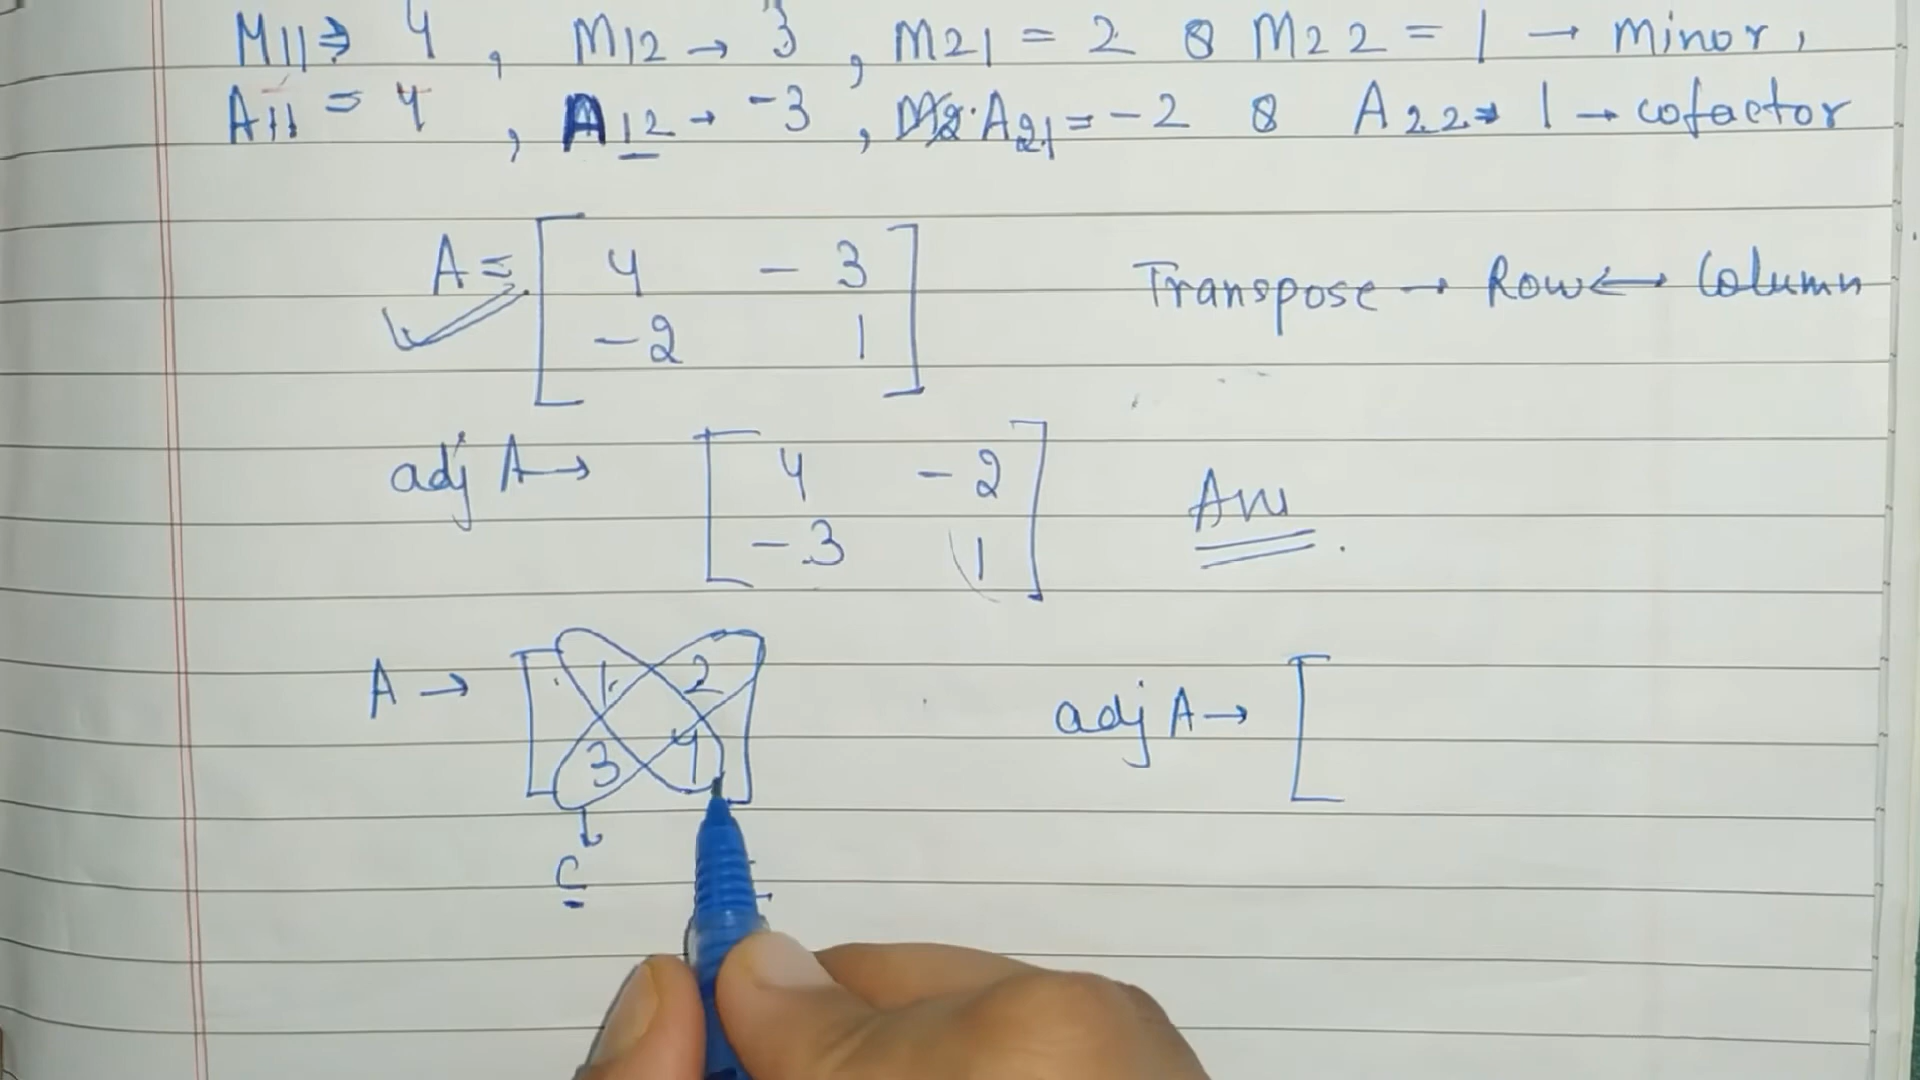 M11⇒ 4 , M12 → 3 , M21 = 2 & M22 = 1 → minor,
A11 = 4 , A12 → -3 , A21 = -2 & A22 = 1 → cofactor
A = [ 4 -3
-2 1 ]
Transpose → Row ↔ Column
adj A → [ 4 -2
-3 1 ] Ans.
A → [ 1 2
3 4 ]
adj A → [
C